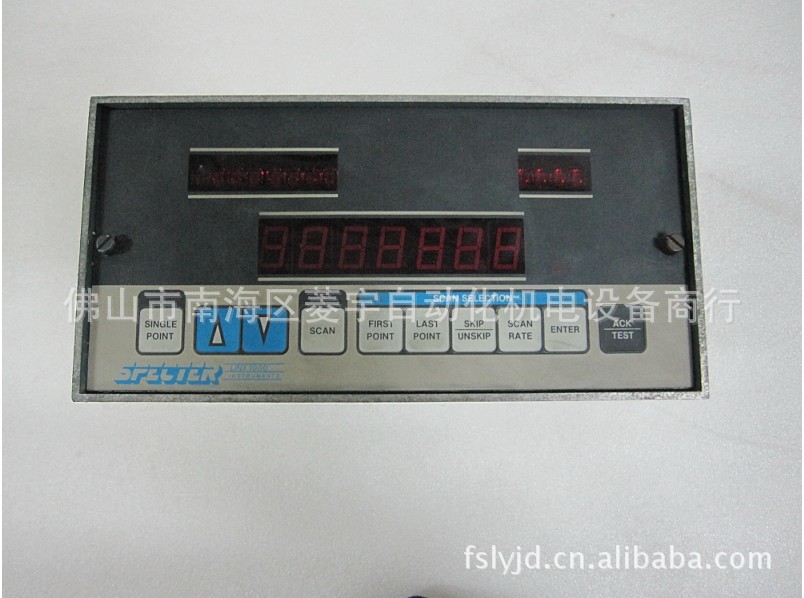 佛山市南海区菱宇自动化机电设备商行
SCAN SELECTION
SINGLE POINT
SCAN
FIRST POINT
LAST POINT
SKIP UNSKIP
SCAN RATE
ENTER
ACK TEST
SPECTER
INSTRUMENTS
fslyjd.cn.alibaba.com